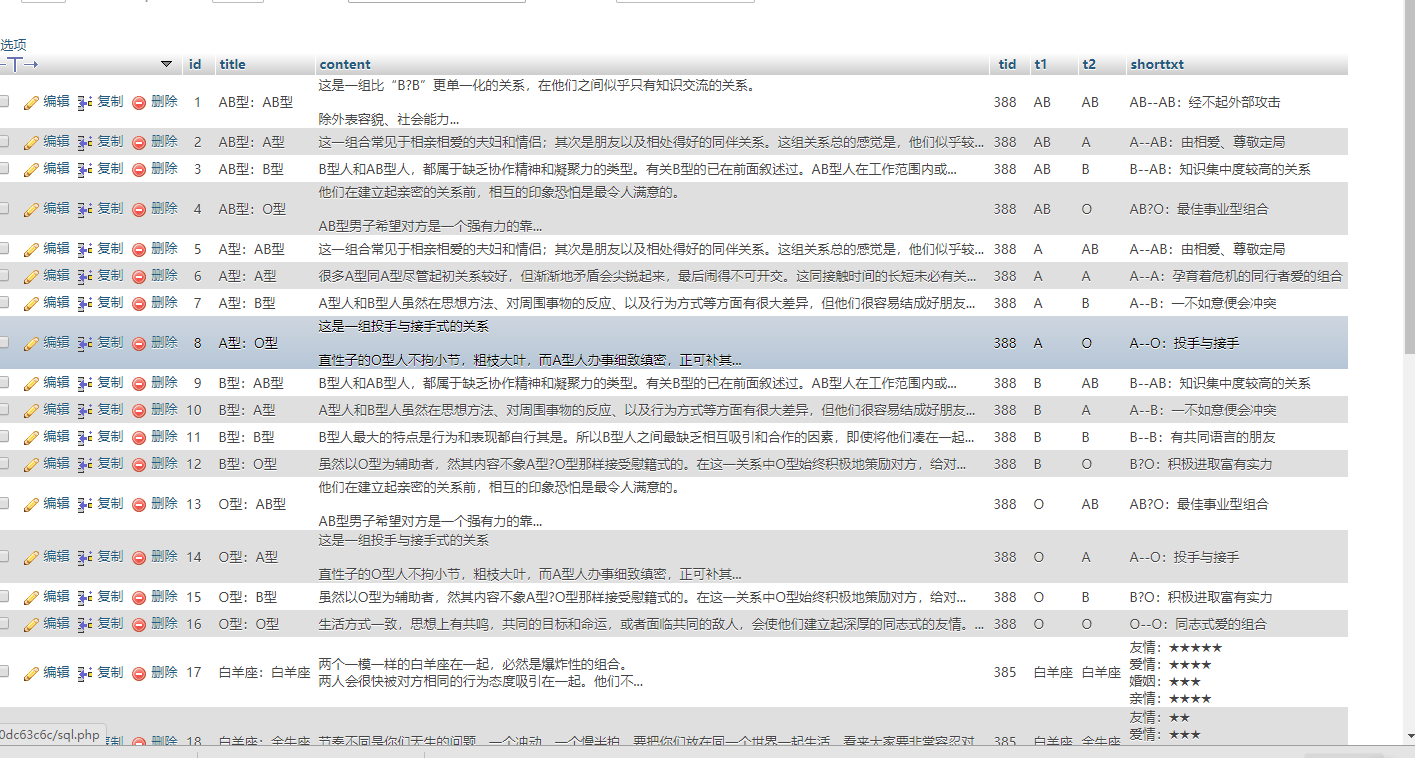 选项
id title content tid t1 t2 shorttxt
编辑 复制 删除 1 AB型：AB型 这是一组比“B?B”更单一化的关系，在他们之间似乎只有知识交流的关系。
除外表容貌、社会能力... 388 AB AB AB--AB：经不起外部攻击
编辑 复制 删除 2 AB型：A型 这一组合常见于相亲相爱的夫妇和情侣；其次是朋友以及相处得好的同伴关系。这组关系总的感觉是，他们似乎较... 388 AB A A--AB：由相爱、尊敬定局
编辑 复制 删除 3 AB型：B型 B型人和AB型人，都属于缺乏协作精神和凝聚力的类型。有关B型的已在前面叙述过。AB型人在工作范围内或... 388 AB B B--AB：知识集中度较高的关系
编辑 复制 删除 4 AB型：O型 他们在建立起亲密的关系前，相互的印象恐怕是最令人满意的。
AB型男子希望对方是一个强有力的靠... 388 AB O AB?O：最佳事业型组合
编辑 复制 删除 5 A型：AB型 这一组合常见于相亲相爱的夫妇和情侣；其次是朋友以及相处得好的同伴关系。这组关系总的感觉是，他们似乎较... 388 A AB A--AB：由相爱、尊敬定局
编辑 复制 删除 6 A型：A型 很多A型同A型尽管起初关系较好，但渐渐地矛盾会尖锐起来，最后闹得不可开交。这同接触时间的长短未必有关... 388 A A A--A：孕育着危机的同行者爱的组合
编辑 复制 删除 7 A型：B型 A型人和B型人虽然在思想方法、对周围事物的反应、以及行为方式等方面有很大差异，但他们很容易结成好朋友... 388 A B A--B：一不如意便会冲突
编辑 复制 删除 8 A型：O型 这是一组投手与接手式的关系
直性子的O型人不拘小节，粗枝大叶，而A型人办事细致缜密，正可补其... 388 A O A--O：投手与接手
编辑 复制 删除 9 B型：AB型 B型人和AB型人，都属于缺乏协作精神和凝聚力的类型。有关B型的已在前面叙述过。AB型人在工作范围内或... 388 B AB B--AB：知识集中度较高的关系
编辑 复制 删除 10 B型：A型 A型人和B型人虽然在思想方法、对周围事物的反应、以及行为方式等方面有很大差异，但他们很容易结成好朋友... 388 B A A--B：一不如意便会冲突
编辑 复制 删除 11 B型：B型 B型人最大的特点是行为和表现都自行其是。所以B型人之间最缺乏相互吸引和合作的因素，即使将他们凑在一起... 388 B B B--B：有共同语言的朋友
编辑 复制 删除 12 B型：O型 虽然以O型为辅助者，然其内容不象A型?O型那样接受慰籍式的。在这一关系中O型始终积极地策励对方，给对... 388 B O B?O：积极进取富有实力
编辑 复制 删除 13 O型：AB型 他们在建立起亲密的关系前，相互的印象恐怕是最令人满意的。
AB型男子希望对方是一个强有力的靠... 388 O AB AB?O：最佳事业型组合
编辑 复制 删除 14 O型：A型 这是一组投手与接手式的关系
直性子的O型人不拘小节，粗枝大叶，而A型人办事细致缜密，正可补其... 388 O A A--O：投手与接手
编辑 复制 删除 15 O型：B型 虽然以O型为辅助者，然其内容不象A型?O型那样接受慰籍式的。在这一关系中O型始终积极地策励对方，给对... 388 O B B?O：积极进取富有实力
编辑 复制 删除 16 O型：O型 生活方式一致，思想上有共鸣，共同的目标和命运，或者面临共同的敌人，会使他们建立起深厚的同志式的友情。... 388 O O O--O：同志式爱的组合
编辑 复制 删除 17 白羊座：白羊座 两个一模一样的白羊座在一起，必然是爆炸性的组合。
两人会很快被对方相同的行为态度吸引在一起。他们不... 385 白羊座 白羊座 友情：★★★★★
爱情：★★★★
婚姻：★★★
亲情：★★★★
复制 删除 18 白羊座：金牛座 节奏不同是你们天生的问题，一个冲动，一个慢半拍，要把你们放在同一个世界一起生活，看来大家要非常容忍对 385 白羊座 金牛座 友情：★★
爱情：★★★
0dc63c6c/sql.php